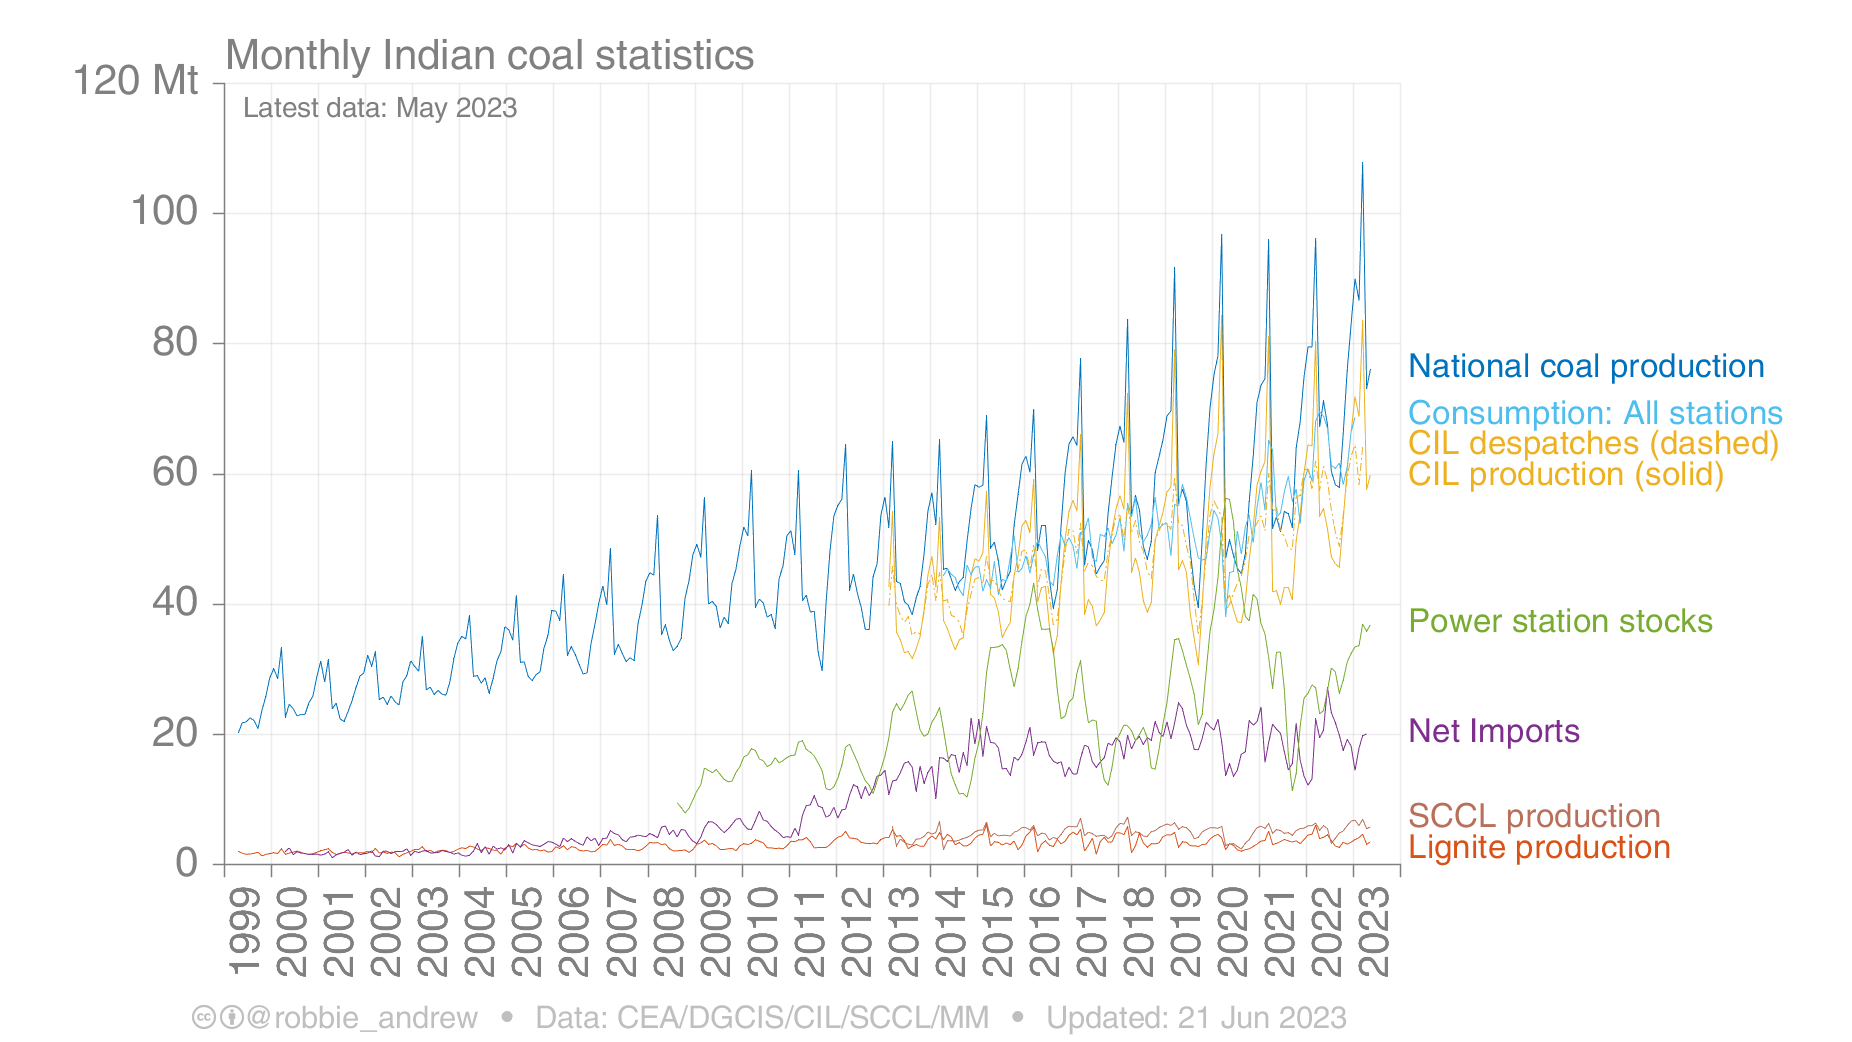 Monthly Indian coal statistics
120 Mt
Latest data: May 2023
100
80
60
40
20
0
National coal production
Consumption: All stations
CIL despatches (dashed)
CIL production (solid)
Power station stocks
Net Imports
SCCL production
Lignite production
1999
2000
2001
2002
2003
2004
2005
2006
2007
2008
2009
2010
2011
2012
2013
2014
2015
2016
2017
2018
2019
2020
2021
2022
2023
@robbie_andrew • Data: CEA/DGCIS/CIL/SCCL/MM • Updated: 21 Jun 2023